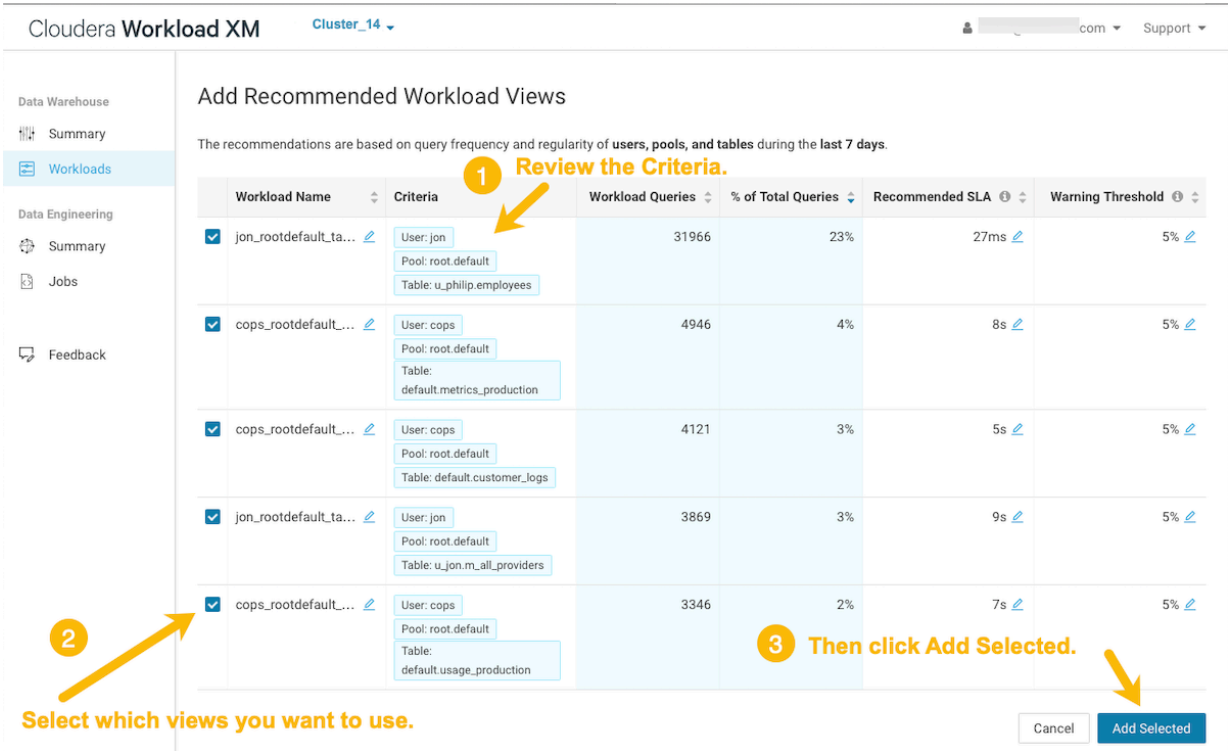 Cloudera Workload XM
Cluster_14
com
Support
Data Warehouse
Summary
Workloads
Data Engineering
Summary
Jobs
Feedback
Add Recommended Workload Views
The recommendations are based on query frequency and regularity of users, pools, and tables during the last 7 days.
1 Review the Criteria.
Workload Name Criteria Workload Queries % of Total Queries Recommended SLA Warning Threshold
jon_rootdefault_ta... User: jon 31966 23% 27ms 5%
Pool: root.default
Table: u_philip.employees
cops_rootdefault_... User: cops 4946 4% 8s 5%
Pool: root.default
Table:
default.metrics_production
cops_rootdefault_... User: cops 4121 3% 5s 5%
Pool: root.default
Table: default.customer_logs
jon_rootdefault_ta... User: jon 3869 3% 9s 5%
Pool: root.default
Table: u_jon.m_all_providers
cops_rootdefault_... User: cops 3346 2% 7s 5%
Pool: root.default
Table:
default.usage_production
2
Select which views you want to use.
3 Then click Add Selected.
Cancel
Add Selected